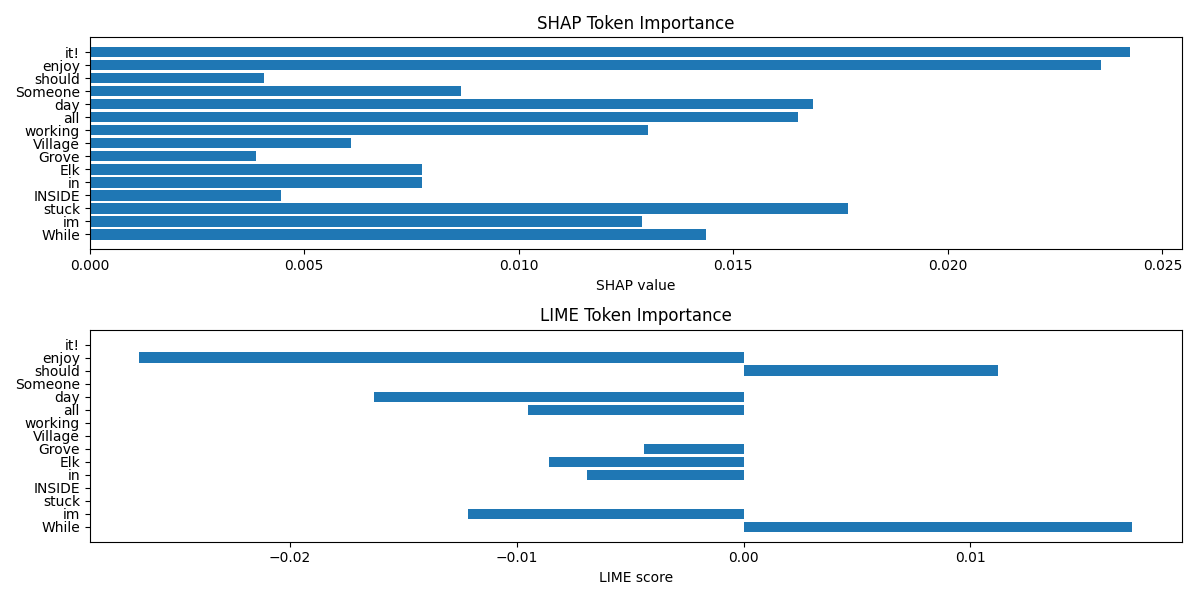 SHAP Token Importance
it!
enjoy
should
Someone
day
all
working
Village
Grove
Elk
in
INSIDE
stuck
im
While
0.000 0.005 0.010 0.015 0.020 0.025
SHAP value
LIME Token Importance
it!
enjoy
should
Someone
day
all
working
Village
Grove
Elk
in
INSIDE
stuck
im
While
−0.02 −0.01 0.00 0.01
LIME score